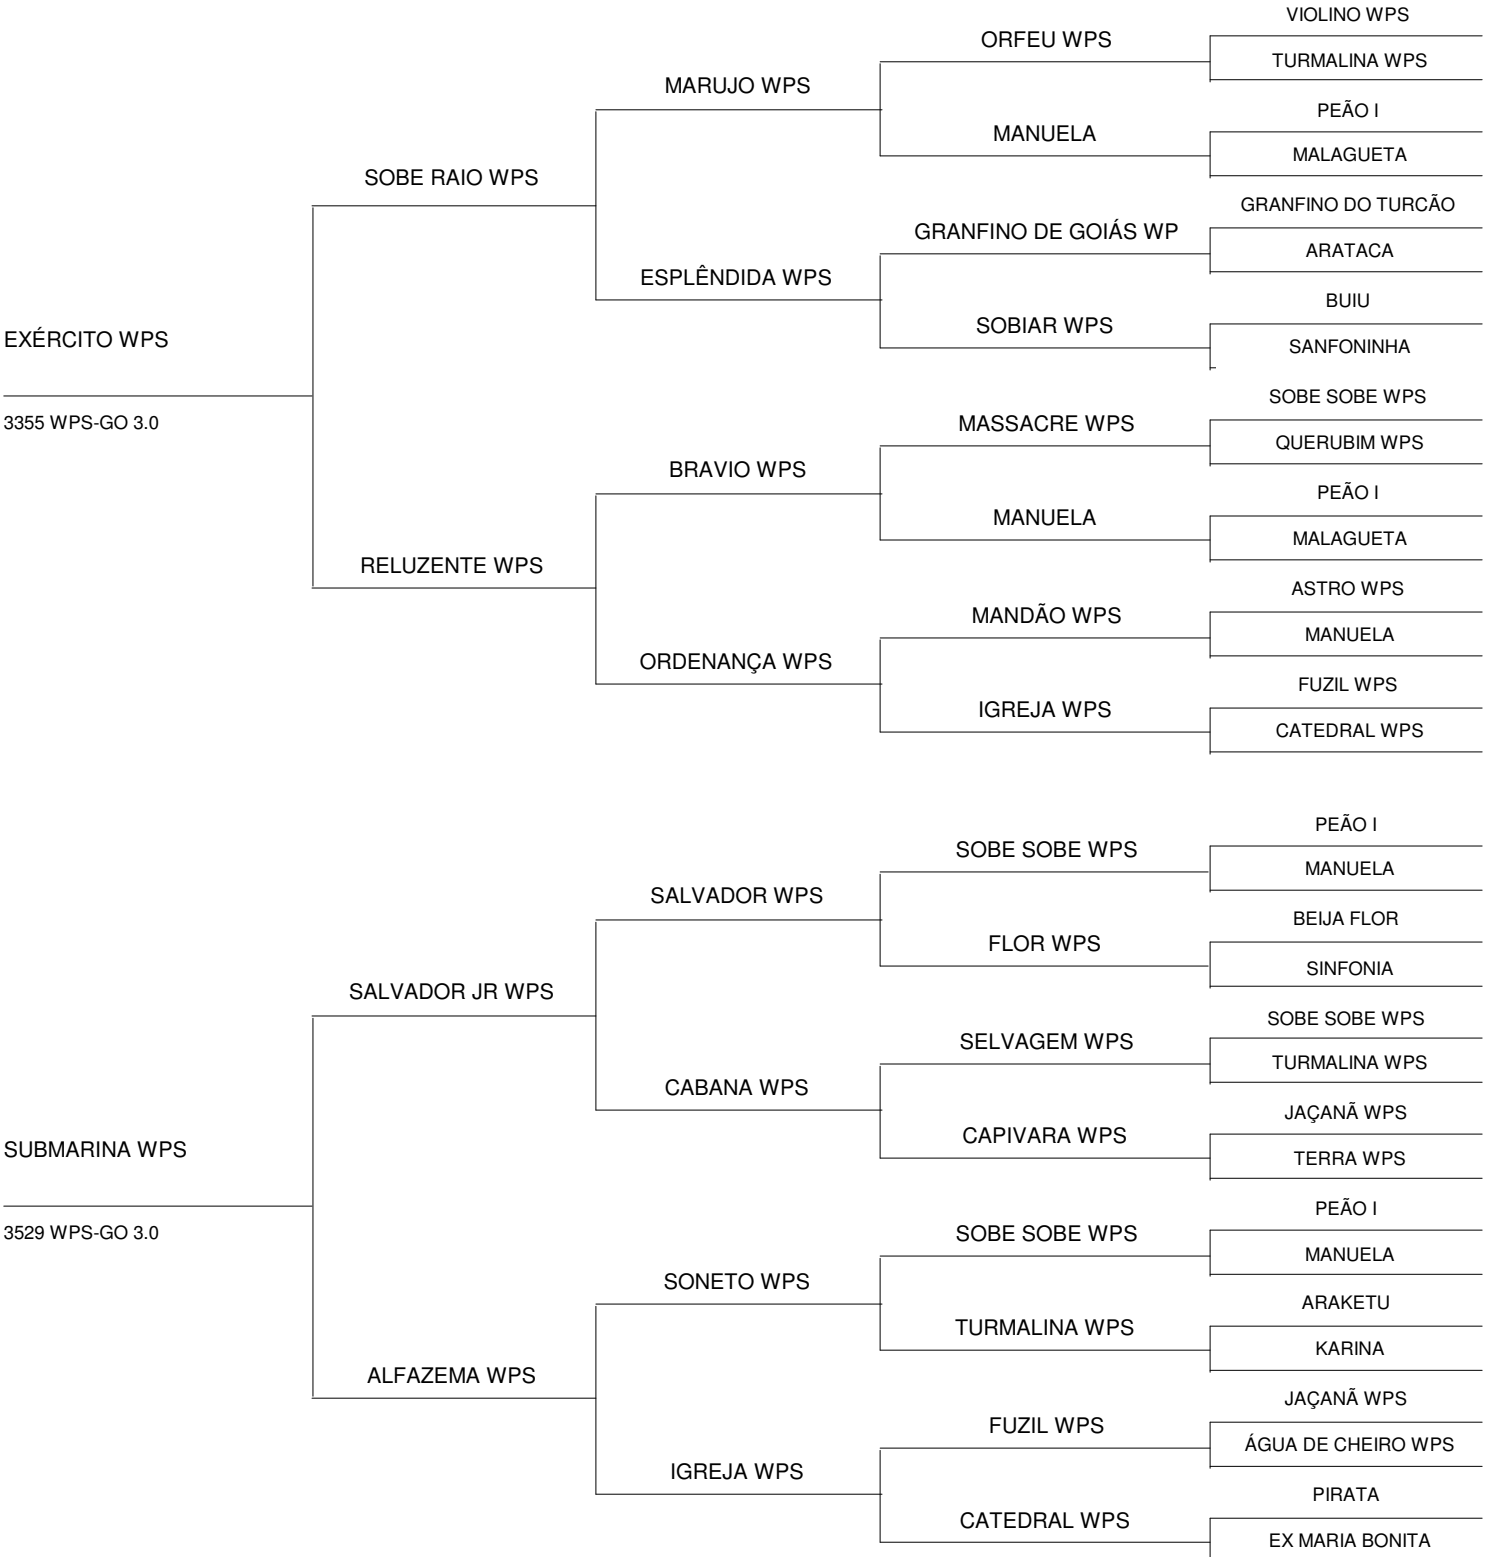 VIOLINO WPS
ORFEU WPS
TURMALINA WPS
MARUJO WPS
PEÃO I
MANUELA
MALAGUETA
SOBE RAIO WPS
GRANFINO DO TURCÃO
GRANFINO DE GOIÁS WP
ARATACA
ESPLÊNDIDA WPS
BUIU
SOBIAR WPS
SANFONINHA
EXÉRCITO WPS
3355 WPS-GO 3.0
SOBE SOBE WPS
MASSACRE WPS
QUERUBIM WPS
BRAVIO WPS
PEÃO I
MANUELA
MALAGUETA
RELUZENTE WPS
ASTRO WPS
MANDÃO WPS
MANUELA
ORDENANÇA WPS
FUZIL WPS
IGREJA WPS
CATEDRAL WPS
PEÃO I
SOBE SOBE WPS
MANUELA
SALVADOR WPS
BEIJA FLOR
FLOR WPS
SINFONIA
SALVADOR JR WPS
SOBE SOBE WPS
SELVAGEM WPS
TURMALINA WPS
CABANA WPS
JAÇANÃ WPS
CAPIVARA WPS
TERRA WPS
SUBMARINA WPS
3529 WPS-GO 3.0
PEÃO I
SOBE SOBE WPS
MANUELA
SONETO WPS
ARAKETU
TURMALINA WPS
KARINA
ALFAZEMA WPS
JAÇANÃ WPS
FUZIL WPS
ÁGUA DE CHEIRO WPS
IGREJA WPS
PIRATA
CATEDRAL WPS
EX MARIA BONITA